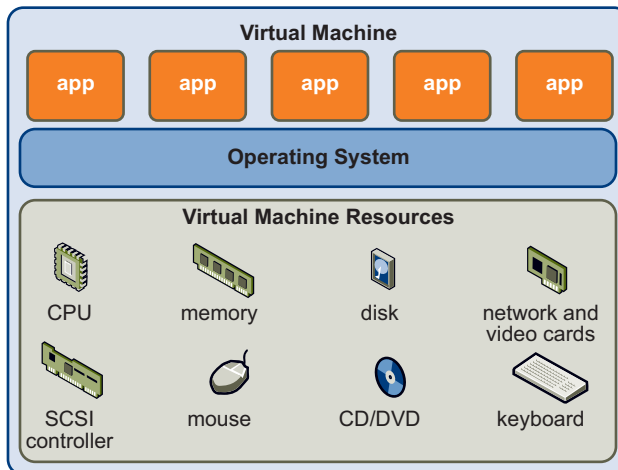 Virtual Machine
app app app app app
Operating System
Virtual Machine Resources
CPU memory disk network and
video cards
SCSI mouse CD/DVD keyboard
controller